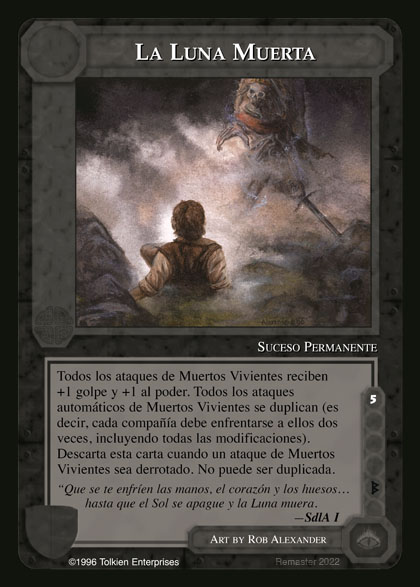 LA LUNA MUERTA
SUCESO PERMANENTE
Todos los ataques de Muertos Vivientes reciben
+1 golpe y +1 al poder. Todos los ataques
automáticos de Muertos Vivientes se duplican (es
decir, cada compañía debe enfrentarse a ellos dos
veces, incluyendo todas las modificaciones).
Descarta esta carta cuando un ataque de Muertos
Vivientes sea derrotado. No puede ser duplicada.
5
“Que se te enfríen las manos, el corazón y los huesos…
hasta que el Sol se apague y la Luna muera.
—SdlA I
ART BY ROB ALEXANDER
©1996 Tolkien Enterprises
Remaster 2022